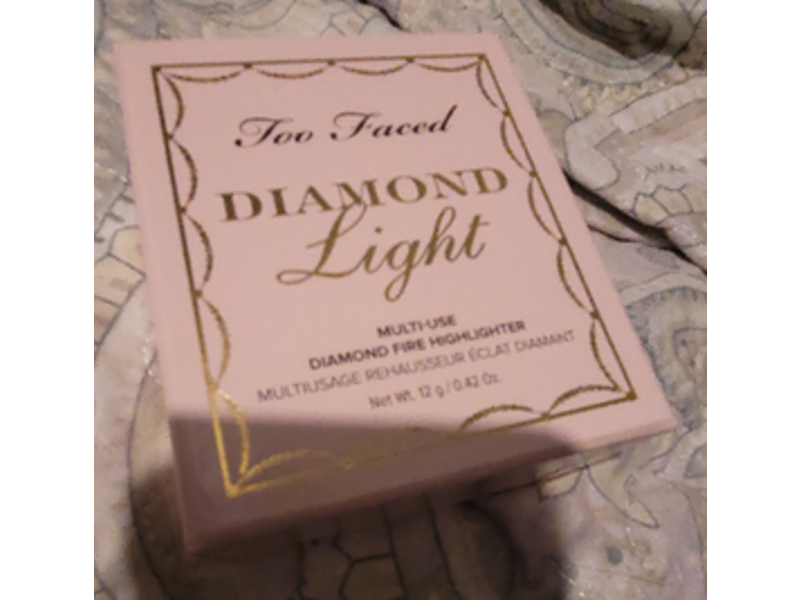 Too Faced
DIAMOND
Light
MULTI-USE
DIAMOND FIRE HIGHLIGHTER
MULTIUSAGE REHAUSSEUR ÉCLAT DIAMANT
Net Wt. 12 g / 0.42 Oz.